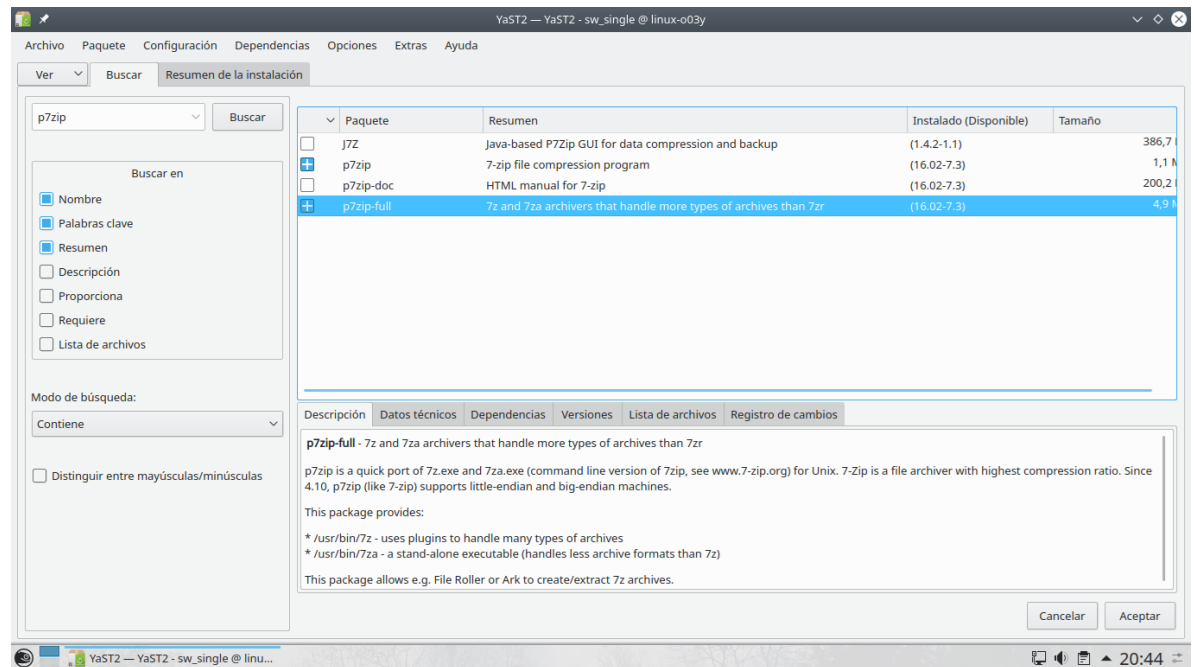 YaST2 — YaST2 - sw_single @ linux-o03y
Archivo Paquete Configuración Dependencias Opciones Extras Ayuda
Ver Buscar Resumen de la instalación
p7zip Buscar
Buscar en
Nombre
Palabras clave
Resumen
Descripción
Proporciona
Requiere
Lista de archivos
Modo de búsqueda:
Contiene
Distinguir entre mayúsculas/minúsculas
Paquete Resumen Instalado (Disponible) Tamaño
J7Z Java-based P7Zip GUI for data compression and backup (1.4.2-1.1) 386,7
p7zip 7-zip file compression program (16.02-7.3) 1,1 M
p7zip-doc HTML manual for 7-zip (16.02-7.3) 200,2
p7zip-full 7z and 7za archivers that handle more types of archives than 7zr (16.02-7.3) 4,9 M
Descripción Datos técnicos Dependencias Versiones Lista de archivos Registro de cambios
p7zip-full - 7z and 7za archivers that handle more types of archives than 7zr
p7zip is a quick port of 7z.exe and 7za.exe (command line version of 7zip, see www.7-zip.org) for Unix. 7-Zip is a file archiver with highest compression ratio. Since
4.10, p7zip (like 7-zip) supports little-endian and big-endian machines.
This package provides:
* /usr/bin/7z - uses plugins to handle many types of archives
* /usr/bin/7za - a stand-alone executable (handles less archive formats than 7z)
This package allows e.g. File Roller or Ark to create/extract 7z archives.
Cancelar Aceptar
YaST2 — YaST2 - sw_single @ linu... 20:44